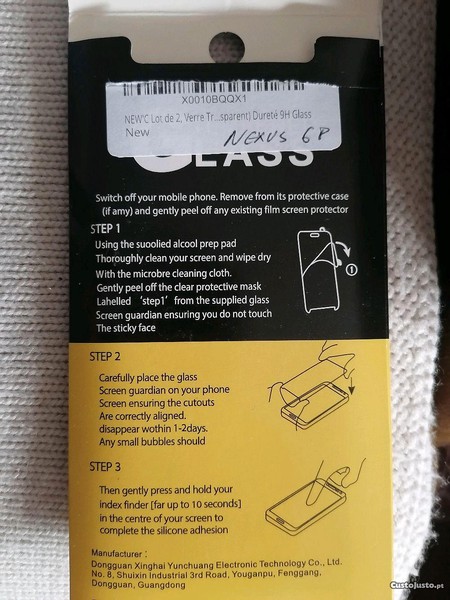 X0010BQQX1
NEW'C Lot de 2, Verre Tr...sparent) Dureté 9H Glass
New
NEXUS 6P
GLASS
Switch off your mobile phone. Remove from its protective case
(if amy) and gently peel off any existing film screen protector
STEP 1
Using the suoolied alcool prep pad
Thoroughly clean your screen and wipe dry
With the microbre cleaning cloth.
Gently peel off the clear protective mask
Lahelled 'step1' from the supplied glass
Screen guardian ensuring you do not touch
The sticky face
1
STEP 2
Carefully place the glass
Screen guardian on your phone
Screen ensuring the cutouts
Are correctly aligned.
disappear wothin 1-2days.
Any small bubbles should
STEP 3
Then gently press and hold your
index finder [far up to 10 seconds]
in the centre of your screen to
complete the silicone adhesion
Manufacturer :
Dongguan Xinghai Yunchuang Electronic Technology Co., Ltd.
No. 8, Shuixin Industrial 3rd Road, Youganpu, Fenggang,
Dongguan, Guangdong
CustoJusto.pt